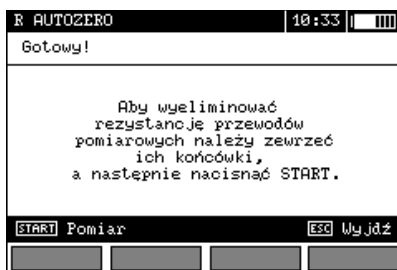 R AUTOZERO 10:33
Gotowy!
Aby wyeliminować
rezystancję przewodów
pomiarowych należy zewrzeć
ich końcówki,
a następnie nacisnąć START.
START Pomiar ESC Wyjdź